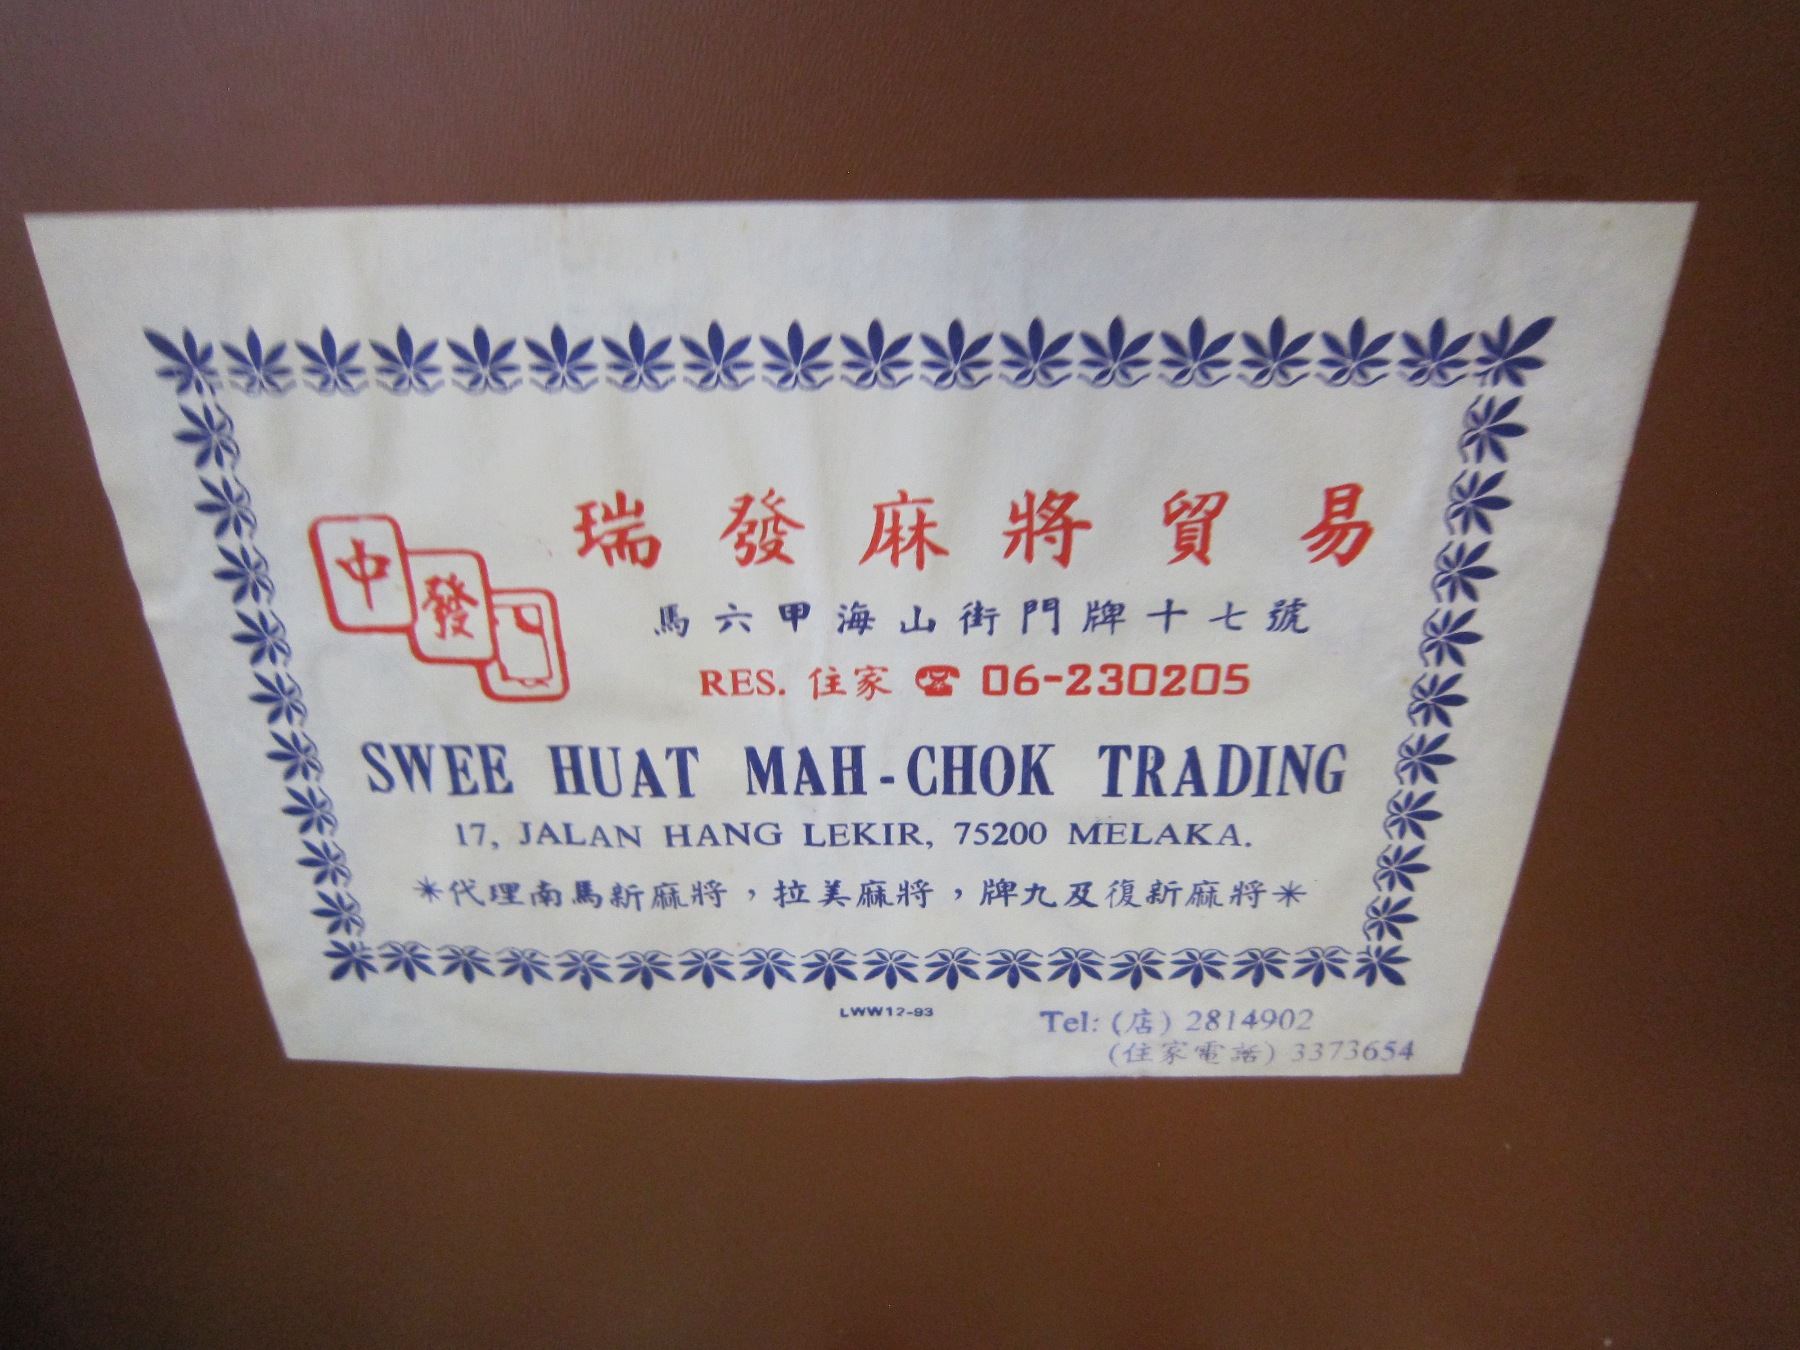 瑞發麻將貿易
中
發
馬六甲海山街門牌十七號
RES. 住家 ☎ 06-230205
SWEE HUAT MAH-CHOK TRADING
17, JALAN HANG LEKIR, 75200 MELAKA.
*代理南馬新麻將，拉美麻將，牌九及復新麻將*
LWW12-93
Tel: (店) 2814902
(住家電話) 3373654